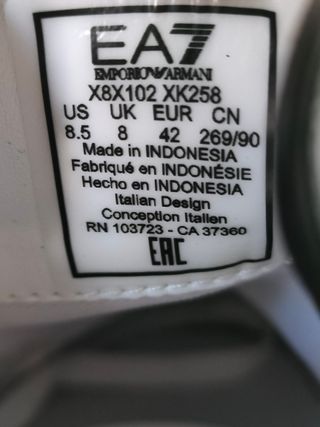 EA7
EMPORIO ARMANI
X8X102 XK258
US UK EUR CN
8.5 8 42 269/90
Made in INDONESIA
Fabriqué en INDONÉSIE
Hecho en INDONESIA
Italian Design
Conception Italien
RN 103723 - CA 37360
EAC